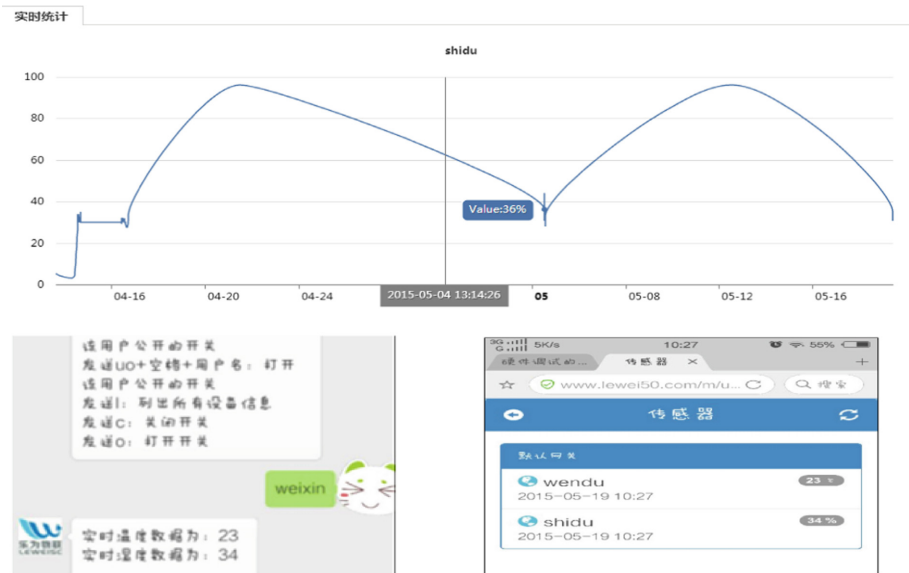 实时统计
shidu
100
80
60
40
20
0
Value:36%
04-16
04-20
04-24
2015-05-04 13:14:26
05
05-08
05-12
05-16
该用户公开的开关
发送UO+空格+用户名：打开
该用户公开的开关
发送l：列出所有设备信息
发送C：关闭开关
发送O：打开开关
weixin
乐为物联
LEWEI50C
实时温度数据为：23
实时湿度数据为：34
3G
G
5K/s
10:27
55%
硬件调试的...
传感器
×
+
www.lewei50.com/m/u...
搜索
传感器
默认网关
wendu
23 ℃
2015-05-19 10:27
shidu
34 %
2015-05-19 10:27